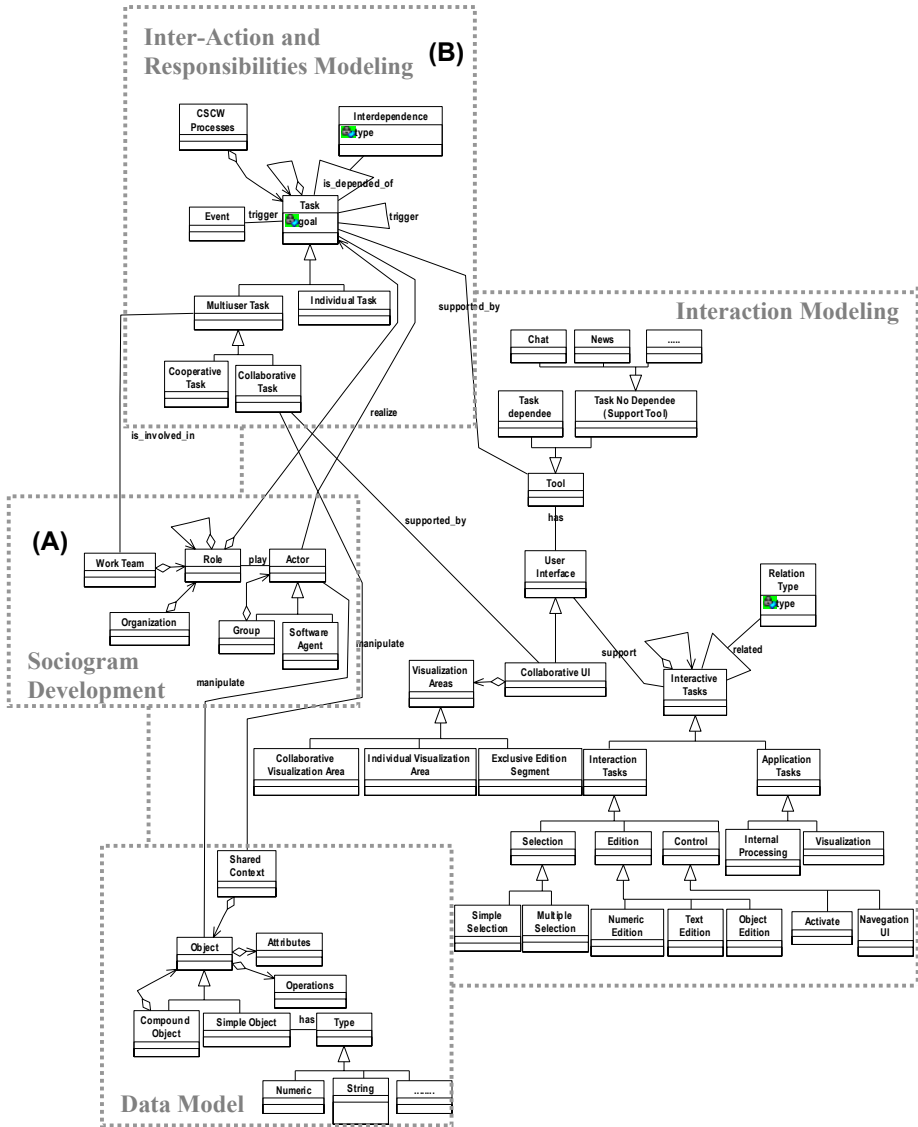 Inter-Action and
Responsibilities Modeling
(B)
CSCW
Processes
Interdependence
type
is_depended_of
Task
goal
Event
trigger
trigger
Multiuser Task
Individual Task
supported_by
Cooperative
Task
Collaborative
Task
realize
is_involved_in
Interaction Modeling
Chat
News
.....
Task
dependee
Task No Dependee
(Support Tool)
Tool
has
supported_by
User
Interface
Relation
Type
type
support
related
Interactive
Tasks
Collaborative UI
Visualization
Areas
Collaborative
Visualization Area
Individual Visualization
Area
Exclusive Edition
Segment
Interaction
Tasks
Application
Tasks
Selection
Edition
Control
Internal
Processing
Visualization
Simple
Selection
Multiple
Selection
Numeric
Edition
Text
Edition
Object
Edition
Activate
Navegation
UI
(A)
Work Team
Role
play
Actor
Organization
Group
Software
Agent
Sociogram
Development
manipulate
manipulate
Shared
Context
Object
Attributes
Operations
Compound
Object
Simple Object
has
Type
Numeric
String
........
Data Model